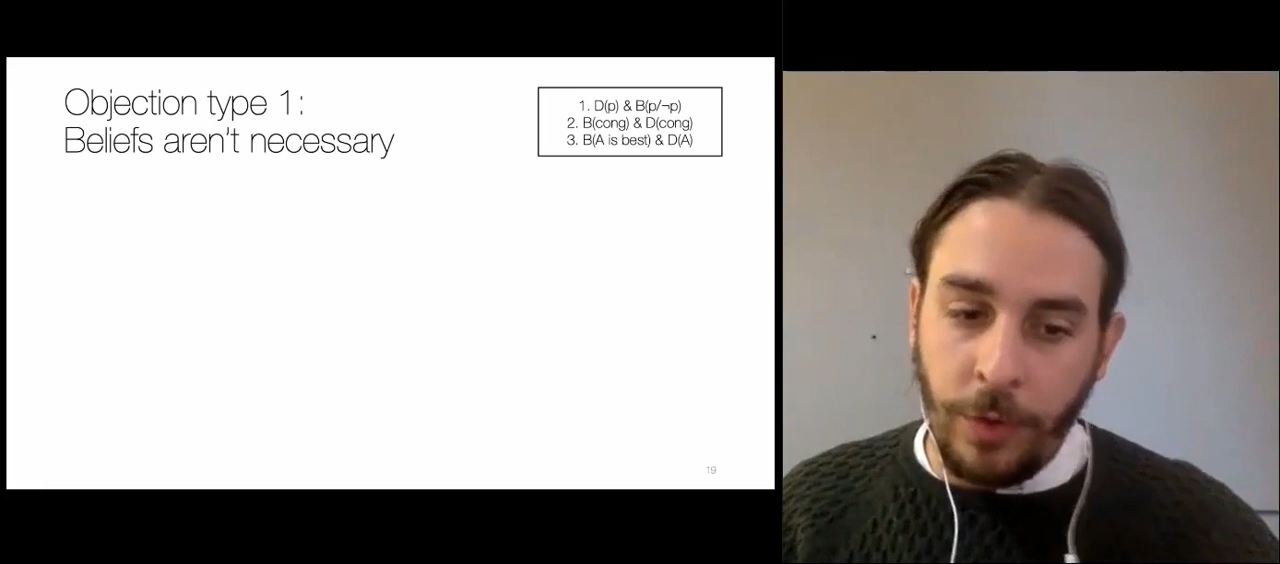 Objection type 1:
Beliefs aren't necessary
1. D(p) & B(p/¬p)
2. B(cong) & D(cong)
3. B(A is best) & D(A)
19